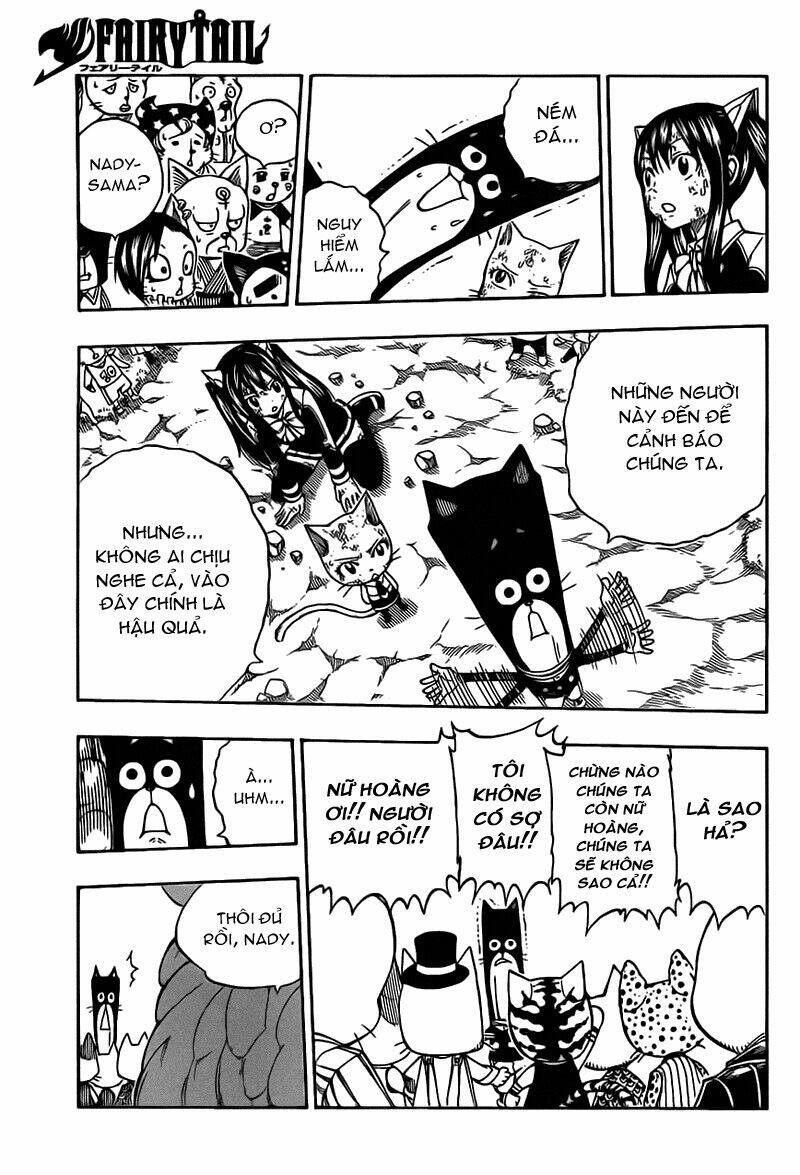 FAIRY TAIL
フェアリーテイル
NÉM
ĐÁ...
NGUY
HIỂM
LẮM...
Ơ?
NADY-
SAMA?
NHỮNG NGƯỜI
NÀY ĐẾN ĐỂ
CẢNH BÁO
CHÚNG TA.
NHƯNG...
KHÔNG AI CHỊU
NGHE CẢ, VÀO
ĐÂY CHÍNH LÀ
HẬU QUẢ.
LÀ SAO
HẢ?
CHỪNG NÀO
CHÚNG TA
CÒN NỮ
HOÀNG,
CHÚNG TA
SẼ KHÔNG
SAO CẢ!!
TÔI
KHÔNG
CÓ SỢ
ĐÂU!!
NỮ HOÀNG
ƠI!! NGƯỜI
ĐÂU RỒI!!
À...
UHM...
THÔI ĐỦ
RỒI, NADY.